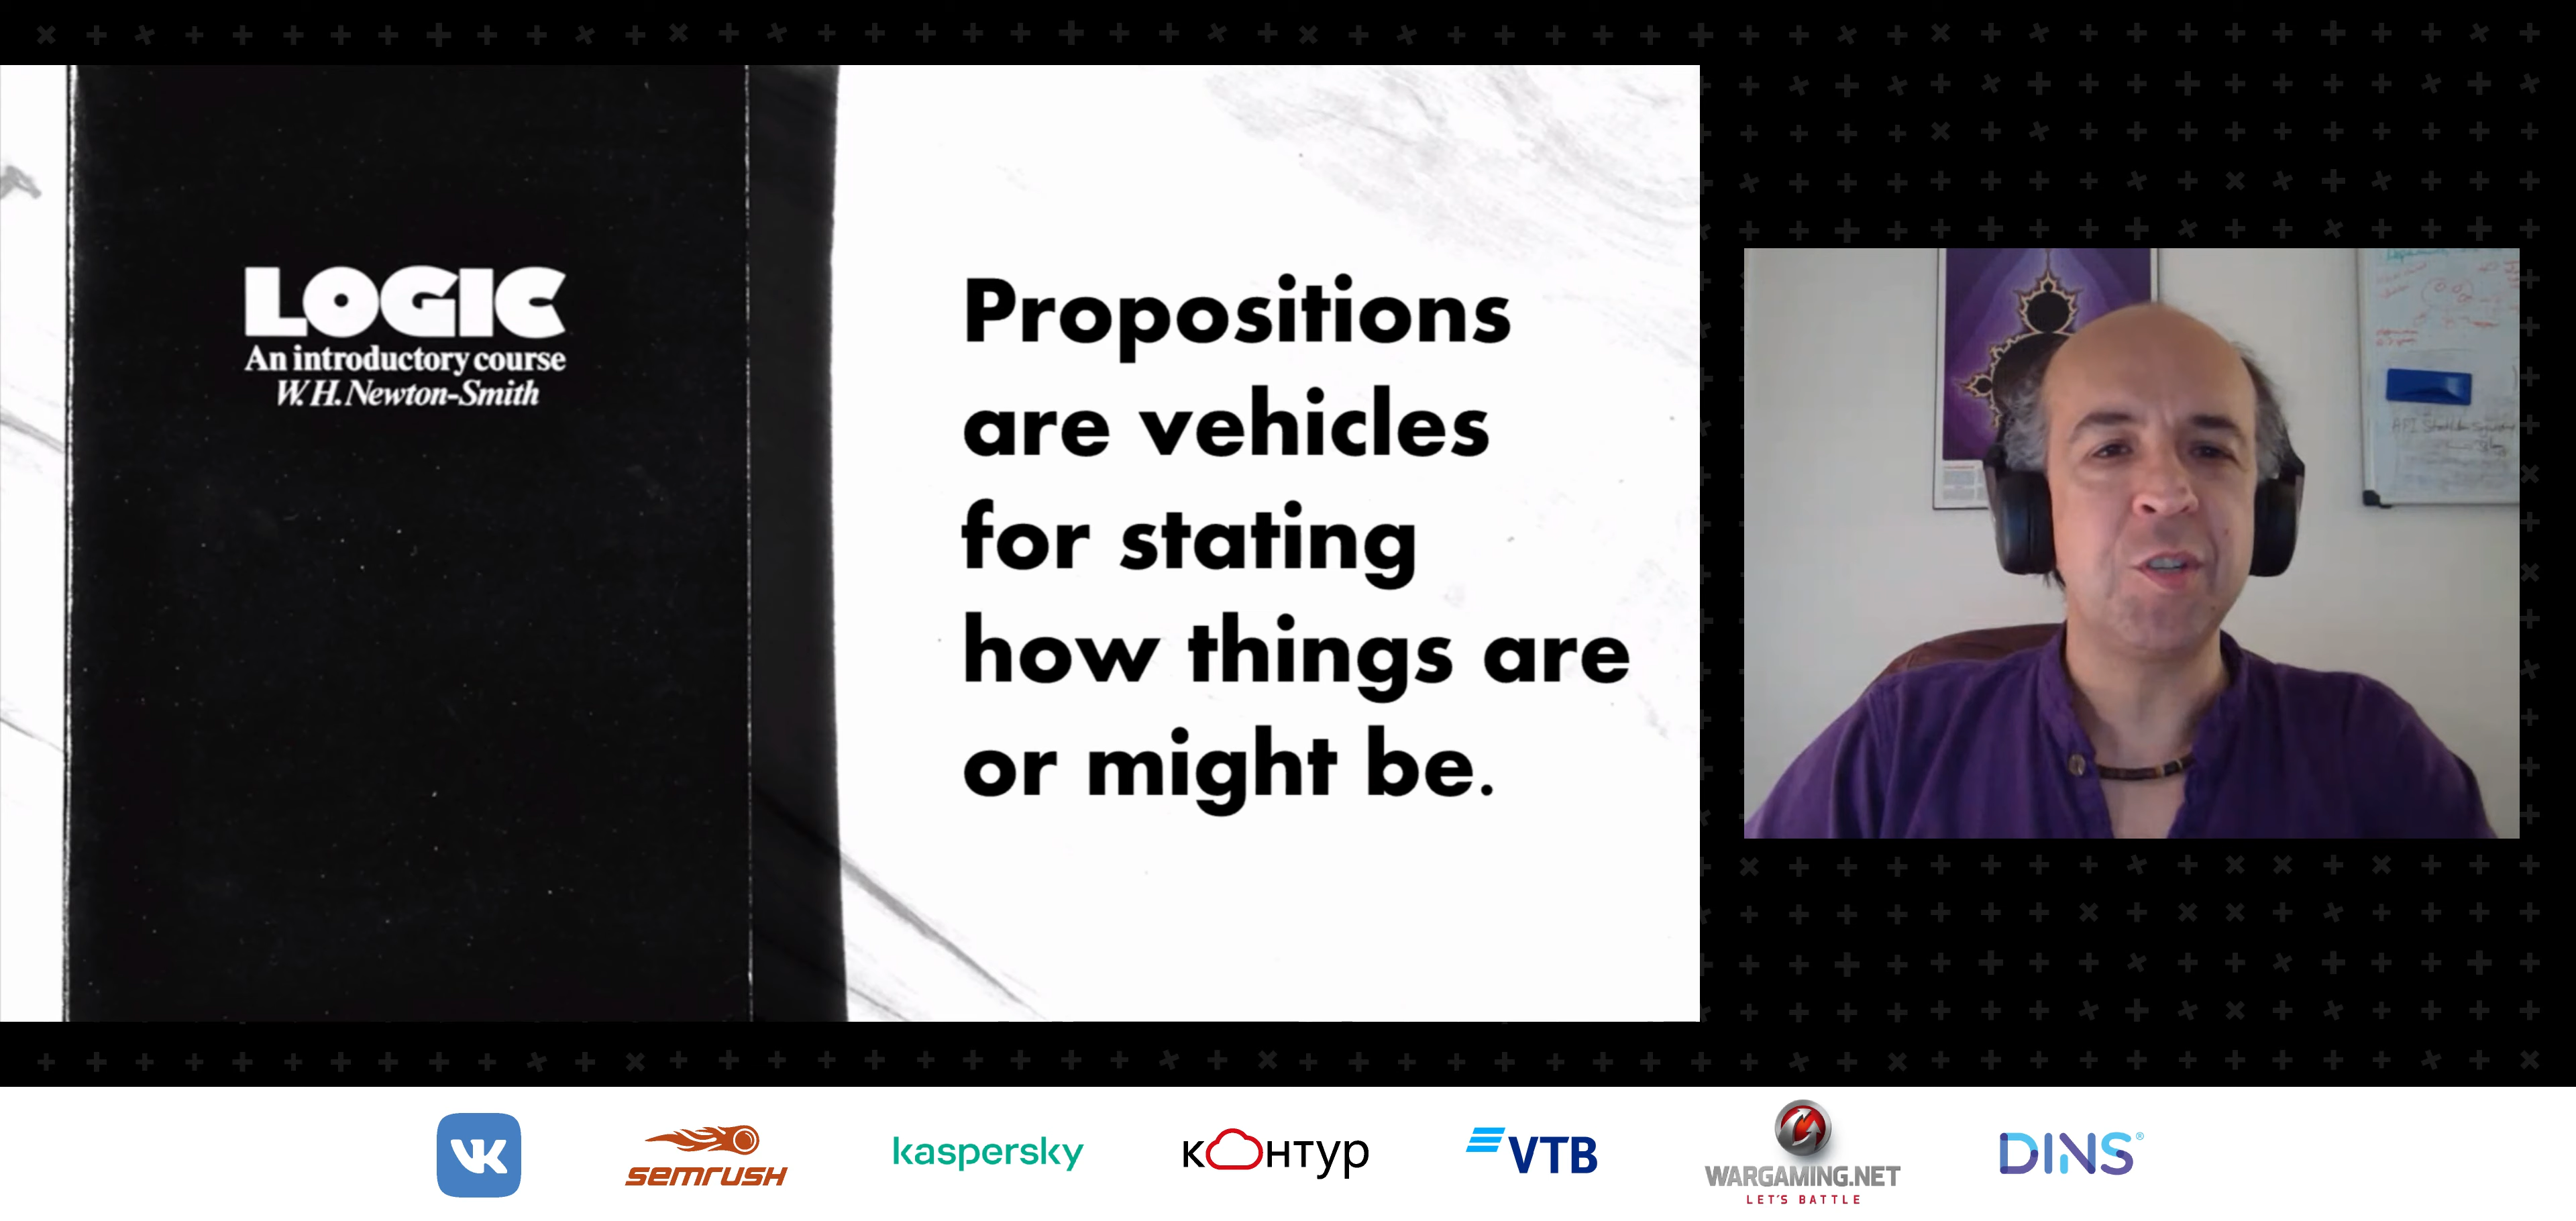 LOGIC
An introductory course
W. H. Newton-Smith
Propositions
are vehicles
for stating
how things are
or might be.
VK
semrush
kaspersky
контур
VTB
WARGAMING.NET
LET'S BATTLE
DINS®